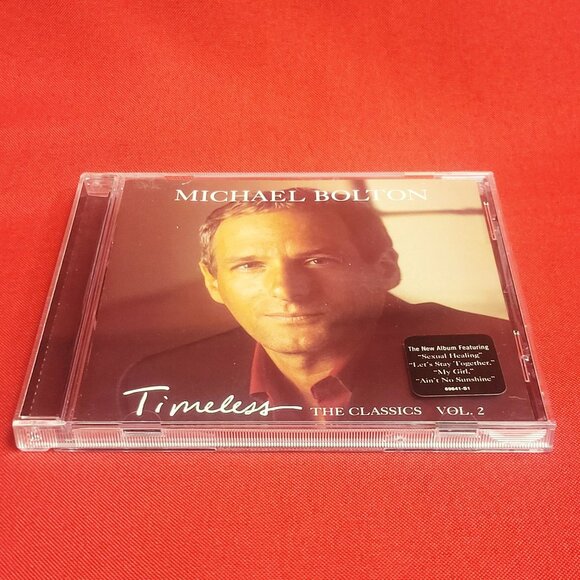 MICHAEL BOLTON
The New Album Featuring
"Sexual Healing"
"Let's Stay Together,"
"My Girl,"
"Ain't No Sunshine"
69641-S1
Timeless THE CLASSICS VOL. 2